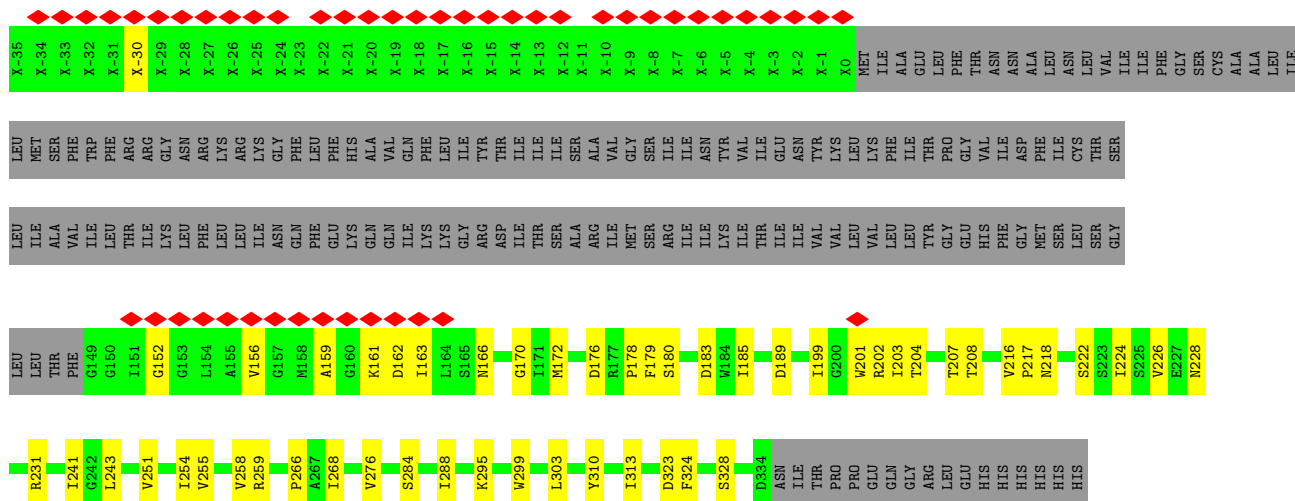 X-35 X-34 X-33 X-32 X-31 X-30 X-29 X-28 X-27 X-26 X-25 X-24 X-23 X-22 X-21 X-20 X-19 X-18 X-17 X-16 X-15 X-14 X-13 X-12 X-11 X-10 X-9 X-8 X-7 X-6 X-5 X-4 X-3 X-2 X-1 X0 MET ILE ALA GLU LEU PHE THR ASN ASN ALA LEU ASN LEU VAL ILE ILE PHE GLY SER CYS ALA ALA LEU ILE
LEU MET SER PHE TRP PHE ARG ARG GLY ASN ARG LYS ARG LYS GLY PHE LEU PHE HIS ALA VAL GLN PHE LEU ILE TYR THR ILE ILE ILE SER ALA VAL GLY SER ILE ILE ASN TYR VAL ILE GLU ASN TYR LYS LEU LYS PHE ILE THR PRO GLY VAL ILE ASP PHE ILE CYS THR SER
LEU ILE ALA VAL ILE LEU THR ILE LYS LEU PHE LEU LEU ILE ASN GLN PHE GLU LYS GLN GLN ILE LYS LYS GLY ARG ASP ILE THR SER ALA ARG ILE MET SER ARG ILE ILE LYS ILE THR ILE ILE VAL VAL LEU VAL LEU LEU TYR GLY GLU HIS PHE GLY MET SER LEU SER GLY
LEU LEU THR PHE G149 G150 I151 G152 G153 L154 A155 V156 G157 M158 A159 G160 K161 D162 I163 L164 S165 N166 G170 I171 M172 D176 R177 P178 F179 S180 D183 W184 I185 D189 I199 G200 W201 R202 I203 T204 T207 T208 V216 P217 N218 S222 S223 I224 S225 V226 E227 N228
R231 I241 G242 L243 V251 I254 V255 V258 R259 P266 A267 I268 V276 S284 I288 K295 W299 L303 Y310 I313 D323 F324 S328 D334 ASN ILE THR PRO PRO GLU GLN GLY ARG LEU GLU HIS HIS HIS HIS HIS HIS